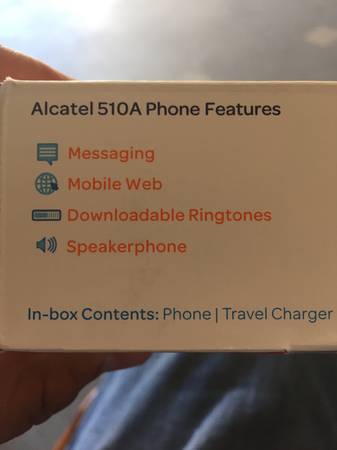 Alcatel 510A Phone Features
Messaging
Mobile Web
Downloadable Ringtones
Speakerphone
In-box Contents: Phone | Travel Charger